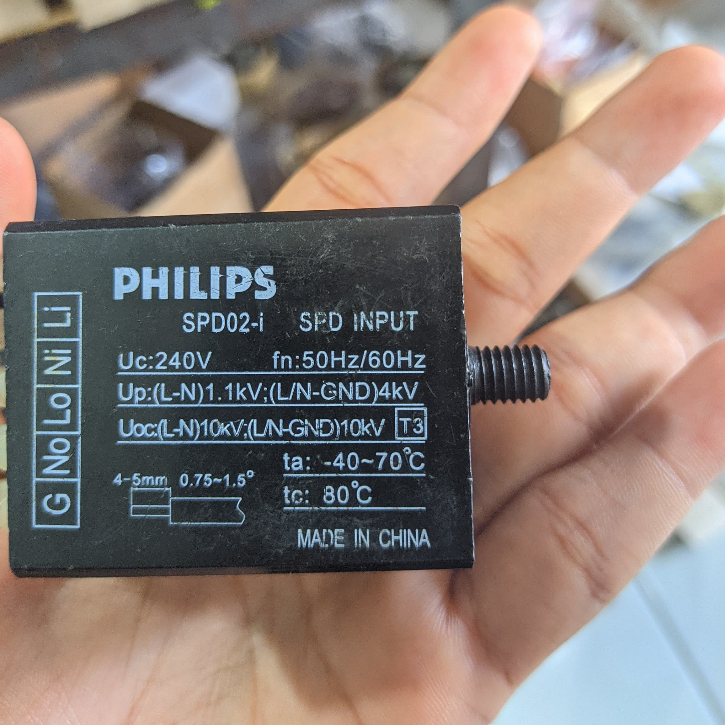 PHILIPS
SPD02-i SPD INPUT
Uc:240V fn:50Hz/60Hz
Up:(L-N)1.1kV;(L/N-GND)4kV
Uoc:(L-N)10kV;(L/N-GND)10kV T3
4-5mm 0.75~1.5°
ta: -40~70℃
tc: 80℃
MADE IN CHINA
G No Lo Ni Li